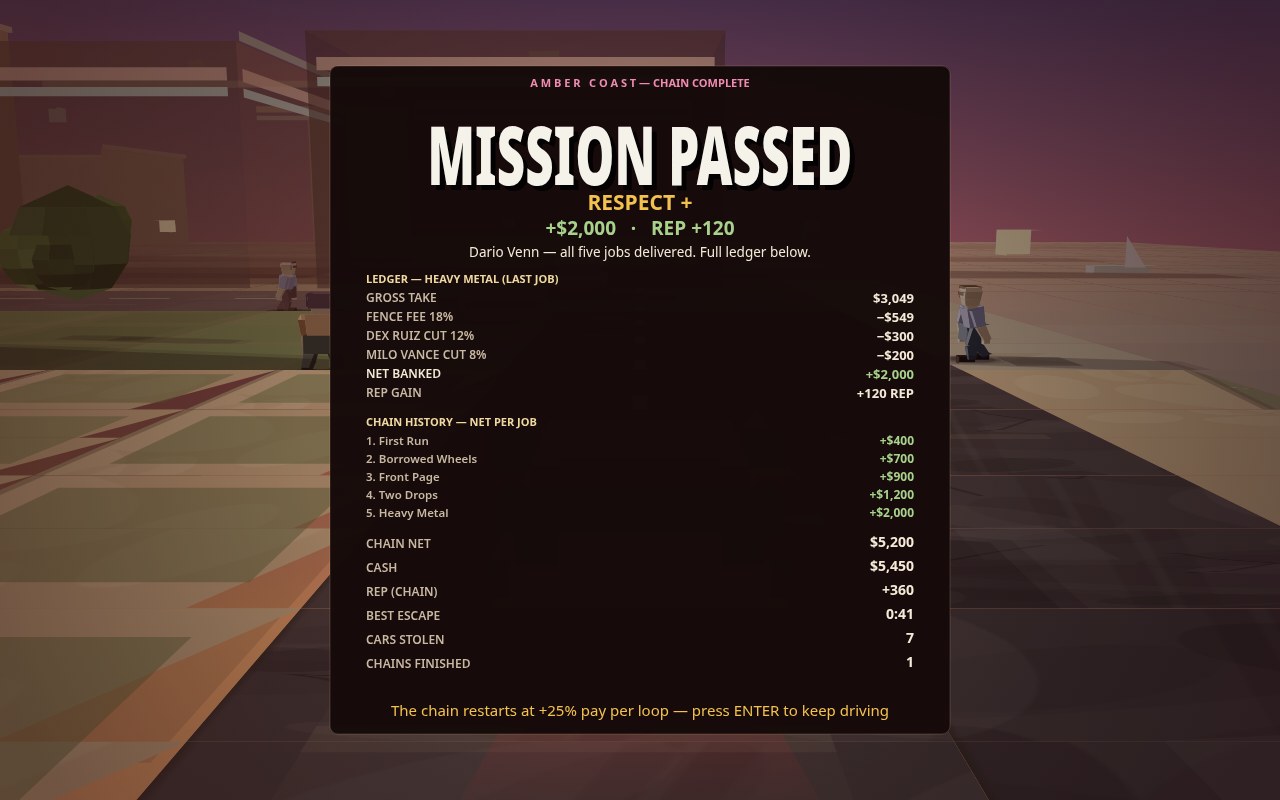 AMBER COAST — CHAIN COMPLETE
MISSION PASSED
RESPECT +
+$2,000 · REP +120
Dario Venn — all five jobs delivered. Full ledger below.
LEDGER — HEAVY METAL (LAST JOB)
GROSS TAKE $3,049
FENCE FEE 18% −$549
DEX RUIZ CUT 12% −$300
MILO VANCE CUT 8% −$200
NET BANKED +$2,000
REP GAIN +120 REP
CHAIN HISTORY — NET PER JOB
1. First Run +$400
2. Borrowed Wheels +$700
3. Front Page +$900
4. Two Drops +$1,200
5. Heavy Metal +$2,000
CHAIN NET $5,200
CASH $5,450
REP (CHAIN) +360
BEST ESCAPE 0:41
CARS STOLEN 7
CHAINS FINISHED 1
The chain restarts at +25% pay per loop — press ENTER to keep driving